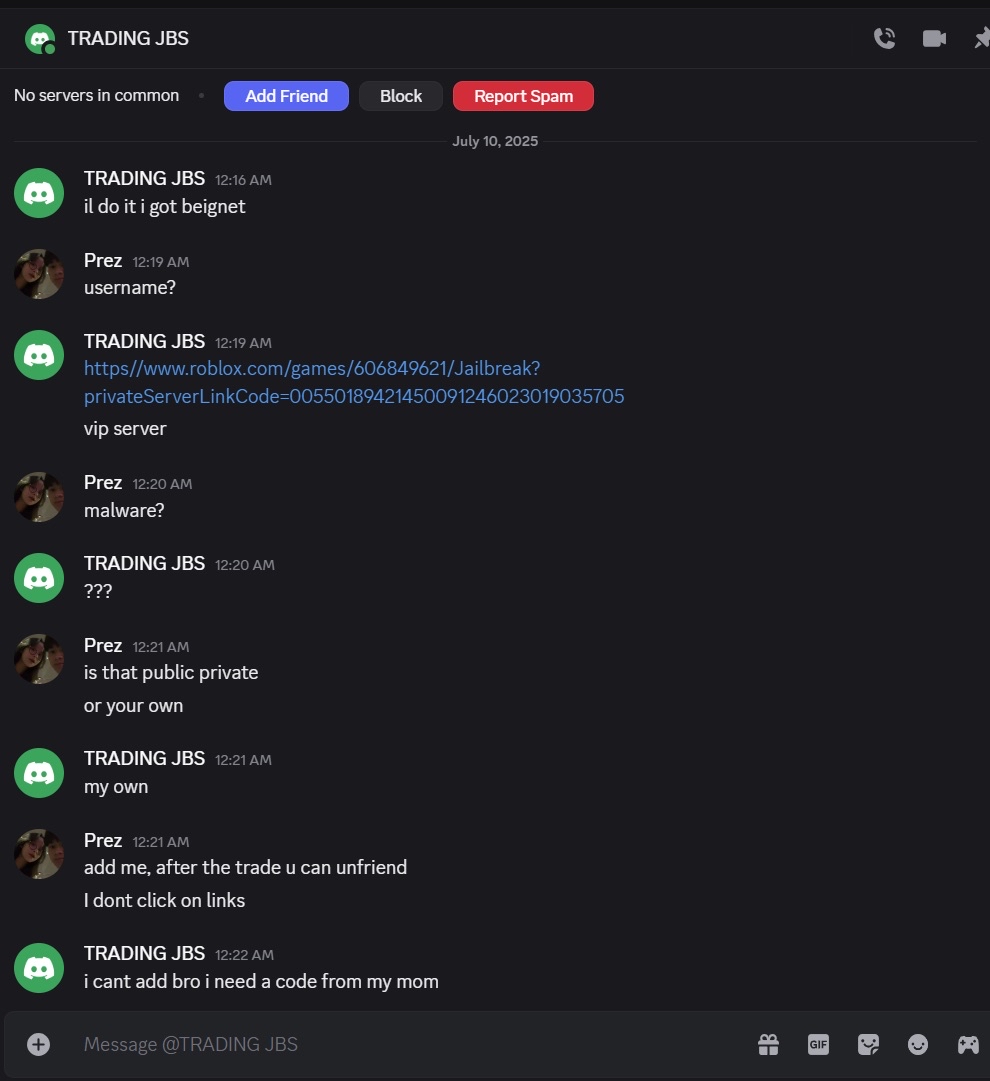 TRADING JBS
No servers in common • Add Friend Block Report Spam
July 10, 2025
TRADING JBS 12:16 AM
il do it i got beignet
Prez 12:19 AM
username?
TRADING JBS 12:19 AM
https//www.roblox.com/games/606849621/Jailbreak?
privateServerLinkCode=00550189421450091246023019035705
vip server
Prez 12:20 AM
malware?
TRADING JBS 12:20 AM
???
Prez 12:21 AM
is that public private
or your own
TRADING JBS 12:21 AM
my own
Prez 12:21 AM
add me, after the trade u can unfriend
I dont click on links
TRADING JBS 12:22 AM
i cant add bro i need a code from my mom
Message @TRADING JBS
GIF